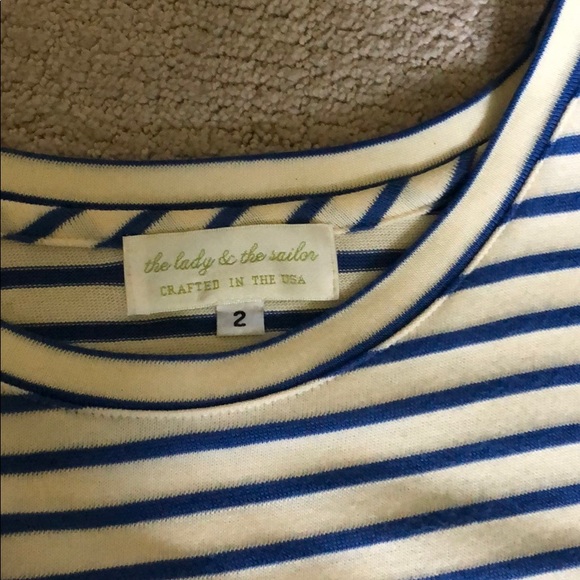 the lady & the sailor
CRAFTED IN THE USA
2